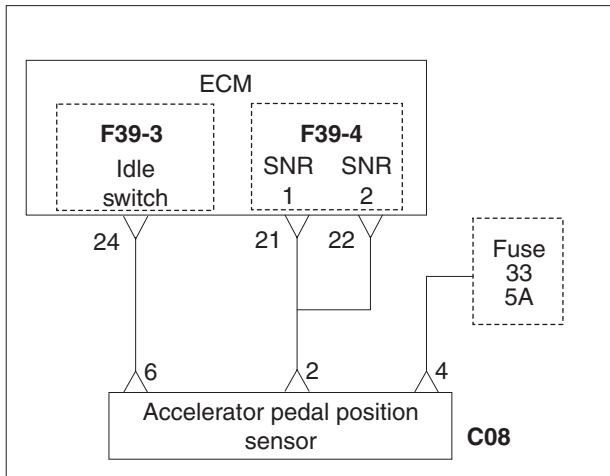 ECM
F39-3
Idle
switch
F39-4
SNR SNR
1 2
24
21
22
Fuse
33
5A
6
2
4
Accelerator pedal position
sensor
C08